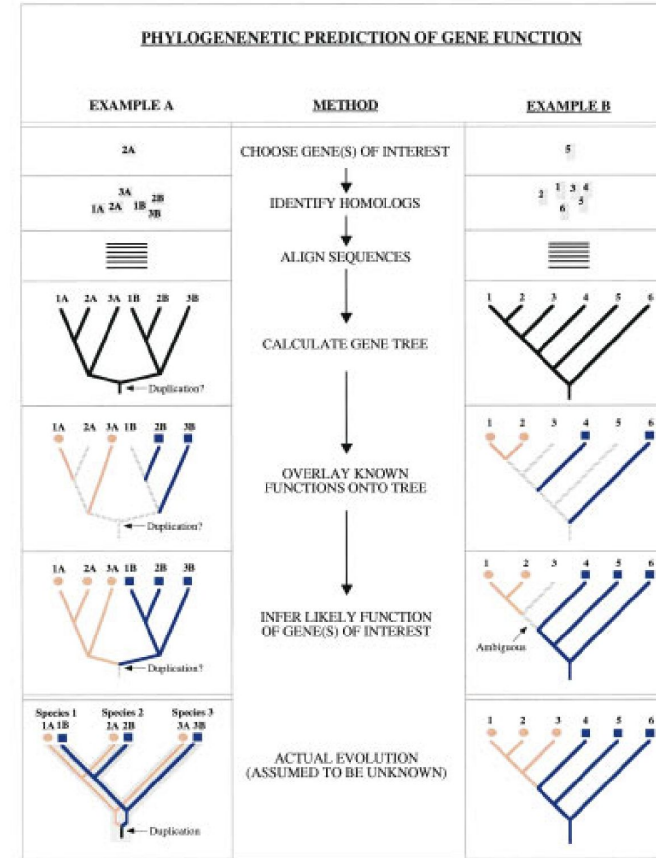 PHYLOGENENETIC PREDICTION OF GENE FUNCTION
EXAMPLE A METHOD EXAMPLE B
2A CHOOSE GENE(S) OF INTEREST 5
3A
1A 2A 1B 2B
3B
IDENTIFY HOMOLOGS
2 1 3 4
6 5
ALIGN SEQUENCES
1A 2A 3A 1B 2B 3B
Duplication?
CALCULATE GENE TREE
1 2 3 4 5 6
1A 2A 3A 1B 2B 3B
Duplication?
OVERLAY KNOWN
FUNCTIONS ONTO TREE
1 2 3 4 5 6
1A 2A 3A 1B 2B 3B
Duplication?
INFER LIKELY FUNCTION
OF GENE(S) OF INTEREST
1 2 3 4 5 6
Ambiguous
Species 1 Species 2 Species 3
1A 1B 2A 2B 3A 3B
Duplication
ACTUAL EVOLUTION
(ASSUMED TO BE UNKNOWN)
1 2 3 4 5 6